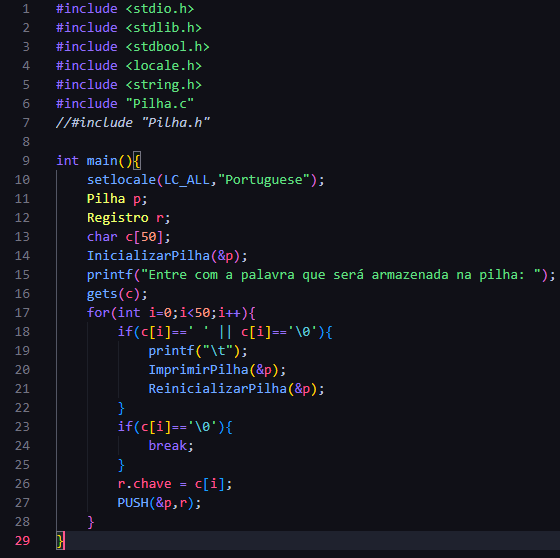 1 #include <stdio.h>
2 #include <stdlib.h>
3 #include <stdbool.h>
4 #include <locale.h>
5 #include <string.h>
6 #include "Pilha.c"
7 //#include "Pilha.h"
8
9 int main(){
10     setlocale(LC_ALL,"Portuguese");
11     Pilha p;
12     Registro r;
13     char c[50];
14     InicializarPilha(&p);
15     printf("Entre com a palavra que será armazenada na pilha: ");
16     gets(c);
17     for(int i=0;i<50;i++){
18         if(c[i]==' ' || c[i]=='\0'){
19             printf("\t");
20             ImprimirPilha(&p);
21             ReinicializarPilha(&p);
22         }
23         if(c[i]=='\0'){
24             break;
25         }
26         r.chave = c[i];
27         PUSH(&p,r);
28     }
29 }